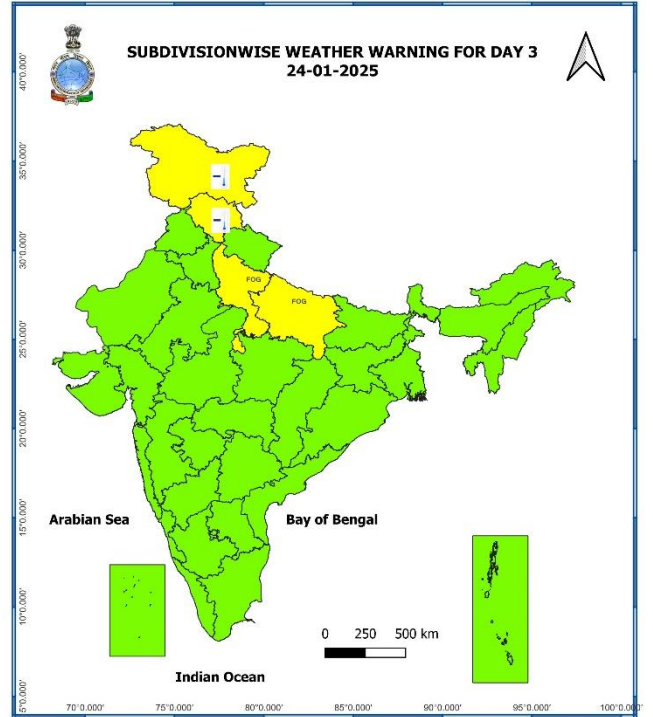 SUBDIVISIONWISE WEATHER WARNING FOR DAY 3
24-01-2025
40°0.000'
35°0.000'
30°0.000'
25°0.000'
20°0.000'
15°0.000'
10°0.000'
5°0.000'
FOG
FOG
Arabian Sea
Bay of Bengal
0 250 500 km
Indian Ocean
70°0.000' 75°0.000' 80°0.000' 85°0.000' 90°0.000' 95°0.000' 100°0.000'